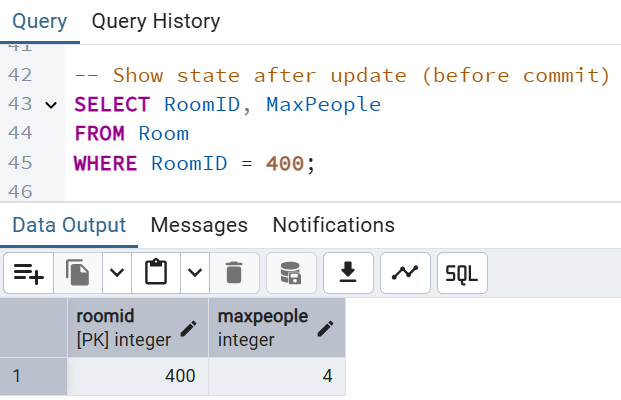 Query Query History
41
42 -- Show state after update (before commit)
43 SELECT RoomID, MaxPeople
44 FROM Room
45 WHERE RoomID = 400;
46
Data Output Messages Notifications
SQL
roomid maxpeople
[PK] integer integer
1 400 4